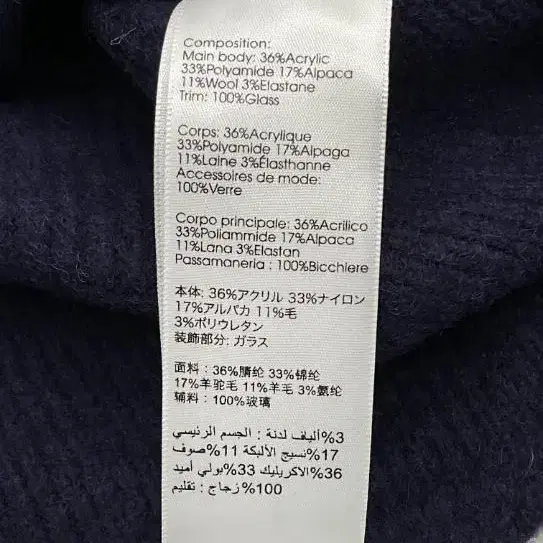 Composition:
Main body: 36%Acrylic
33%Polyamide 17%Alpaca
11%Wool 3%Elastane
Trim: 100%Glass
Corps: 36%Acrylique
33%Polyamide 17%Alpaga
11%Laine 3%Élasthanne
Accessoires de mode:
100%Verre
Corpo principale: 36%Acrilico
33%Poliammide 17%Alpaca
11%Lana 3%Elastan
Passamaneria : 100%Bicchiere
本体: 36%アクリル 33%ナイロン
17%アルパカ 11%毛
3%ポリウレタン
装飾部分: ガラス
面料：36%腈纶 33%锦纶
17%羊驼毛 11%羊毛 3%氨纶
辅料：100%玻璃
3%ألياف لدنة : الجسم الرئيسي
17%نسيج الألبكة 11%صوف
36%الاكريليك 33%بولي أميد
100%زجاج : تقليم